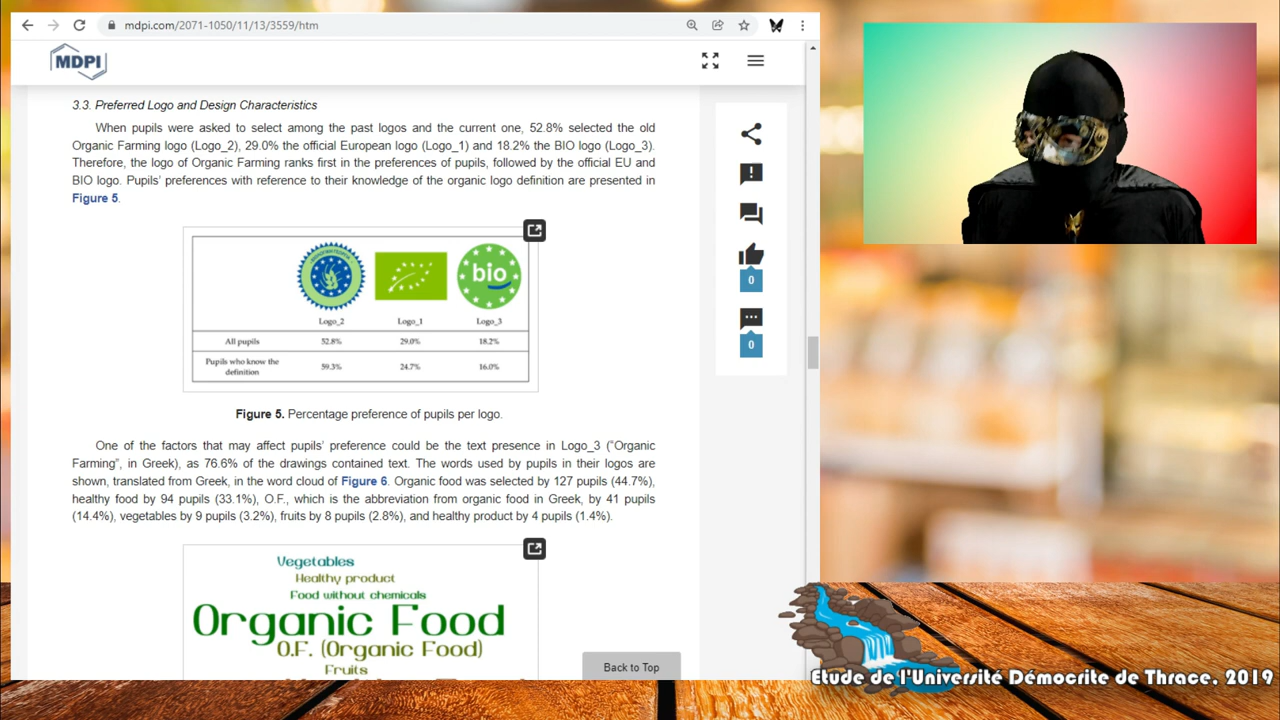 mdpi.com/2071-1050/11/13/3559/htm
MDPI
3.3. Preferred Logo and Design Characteristics
When pupils were asked to select among the past logos and the current one, 52.8% selected the old
Organic Farming logo (Logo_2), 29.0% the official European logo (Logo_1) and 18.2% the BIO logo (Logo_3).
Therefore, the logo of Organic Farming ranks first in the preferences of pupils, followed by the official EU and
BIO logo. Pupils' preferences with reference to their knowledge of the organic logo definition are presented in
Figure 5.
bio
Logo_2 Logo_1 Logo_3
All pupils 52.8% 29.0% 18.2%
Pupils who know the
definition 59.3% 24.7% 16.0%
Figure 5. Percentage preference of pupils per logo.
One of the factors that may affect pupils' preference could be the text presence in Logo_3 ("Organic
Farming", in Greek), as 76.6% of the drawings contained text. The words used by pupils in their logos are
shown, translated from Greek, in the word cloud of Figure 6. Organic food was selected by 127 pupils (44.7%),
healthy food by 94 pupils (33.1%), O.F., which is the abbreviation from organic food in Greek, by 41 pupils
(14.4%), vegetables by 9 pupils (3.2%), fruits by 8 pupils (2.8%), and healthy product by 4 pupils (1.4%).
Vegetables
Healthy product
Food without chemicals
Organic Food
O.F. (Organic Food)
Fruits
Back to Top
0
0
Etude de l'Université Démocrite de Thrace, 2019